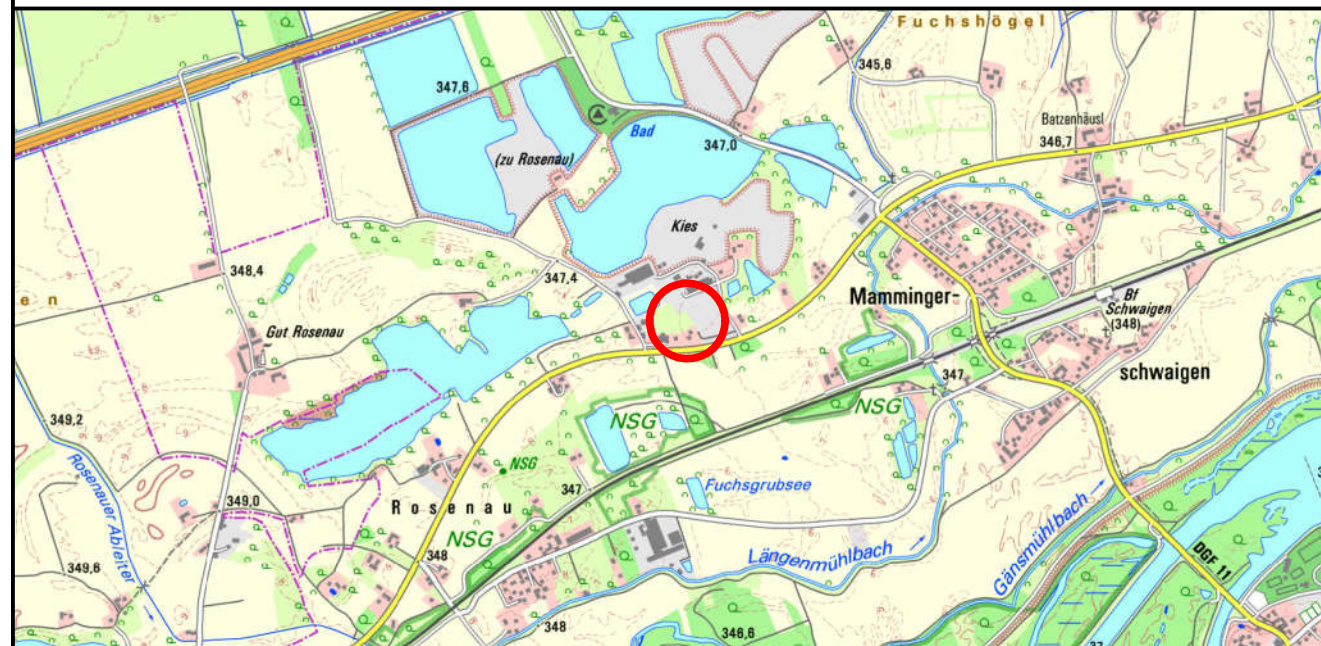 Fuchshögel
347,6
345,6
Bad
Batzenhäusl
346,7
(zu Rosenau)
347,0
Kies
348,4
347,4
en
Mamminger-
Bf
Schwaigen
(348)
Gut Rosenau
347
schwaigen
349,2
NSG
NSG
NSG
Rosenauer Ableiter
347
Fuchsgrubsee
349,0
Rosenau
NSG
Gänsmühlbach
348
Längenmühlbach
DGF 11
349,6
348
346,6
37